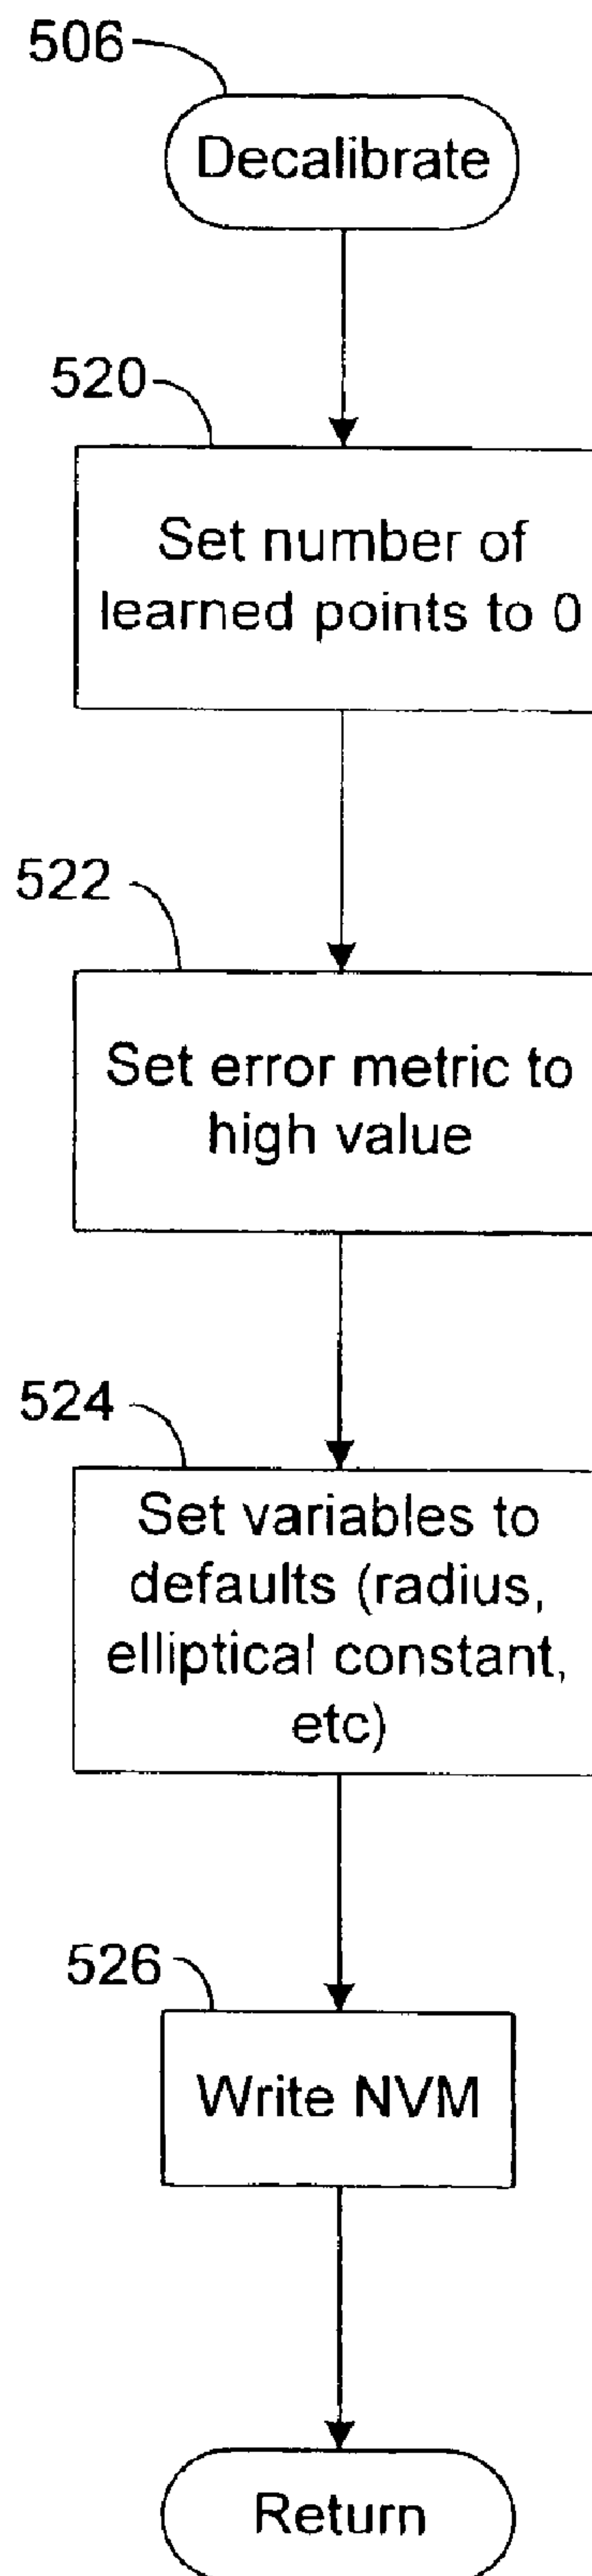 506
Decalibrate
520
Set number of
learned points to 0
522
Set error metric to
high value
524
Set variables to
defaults (radius,
elliptical constant,
etc)
526
Write NVM
Return